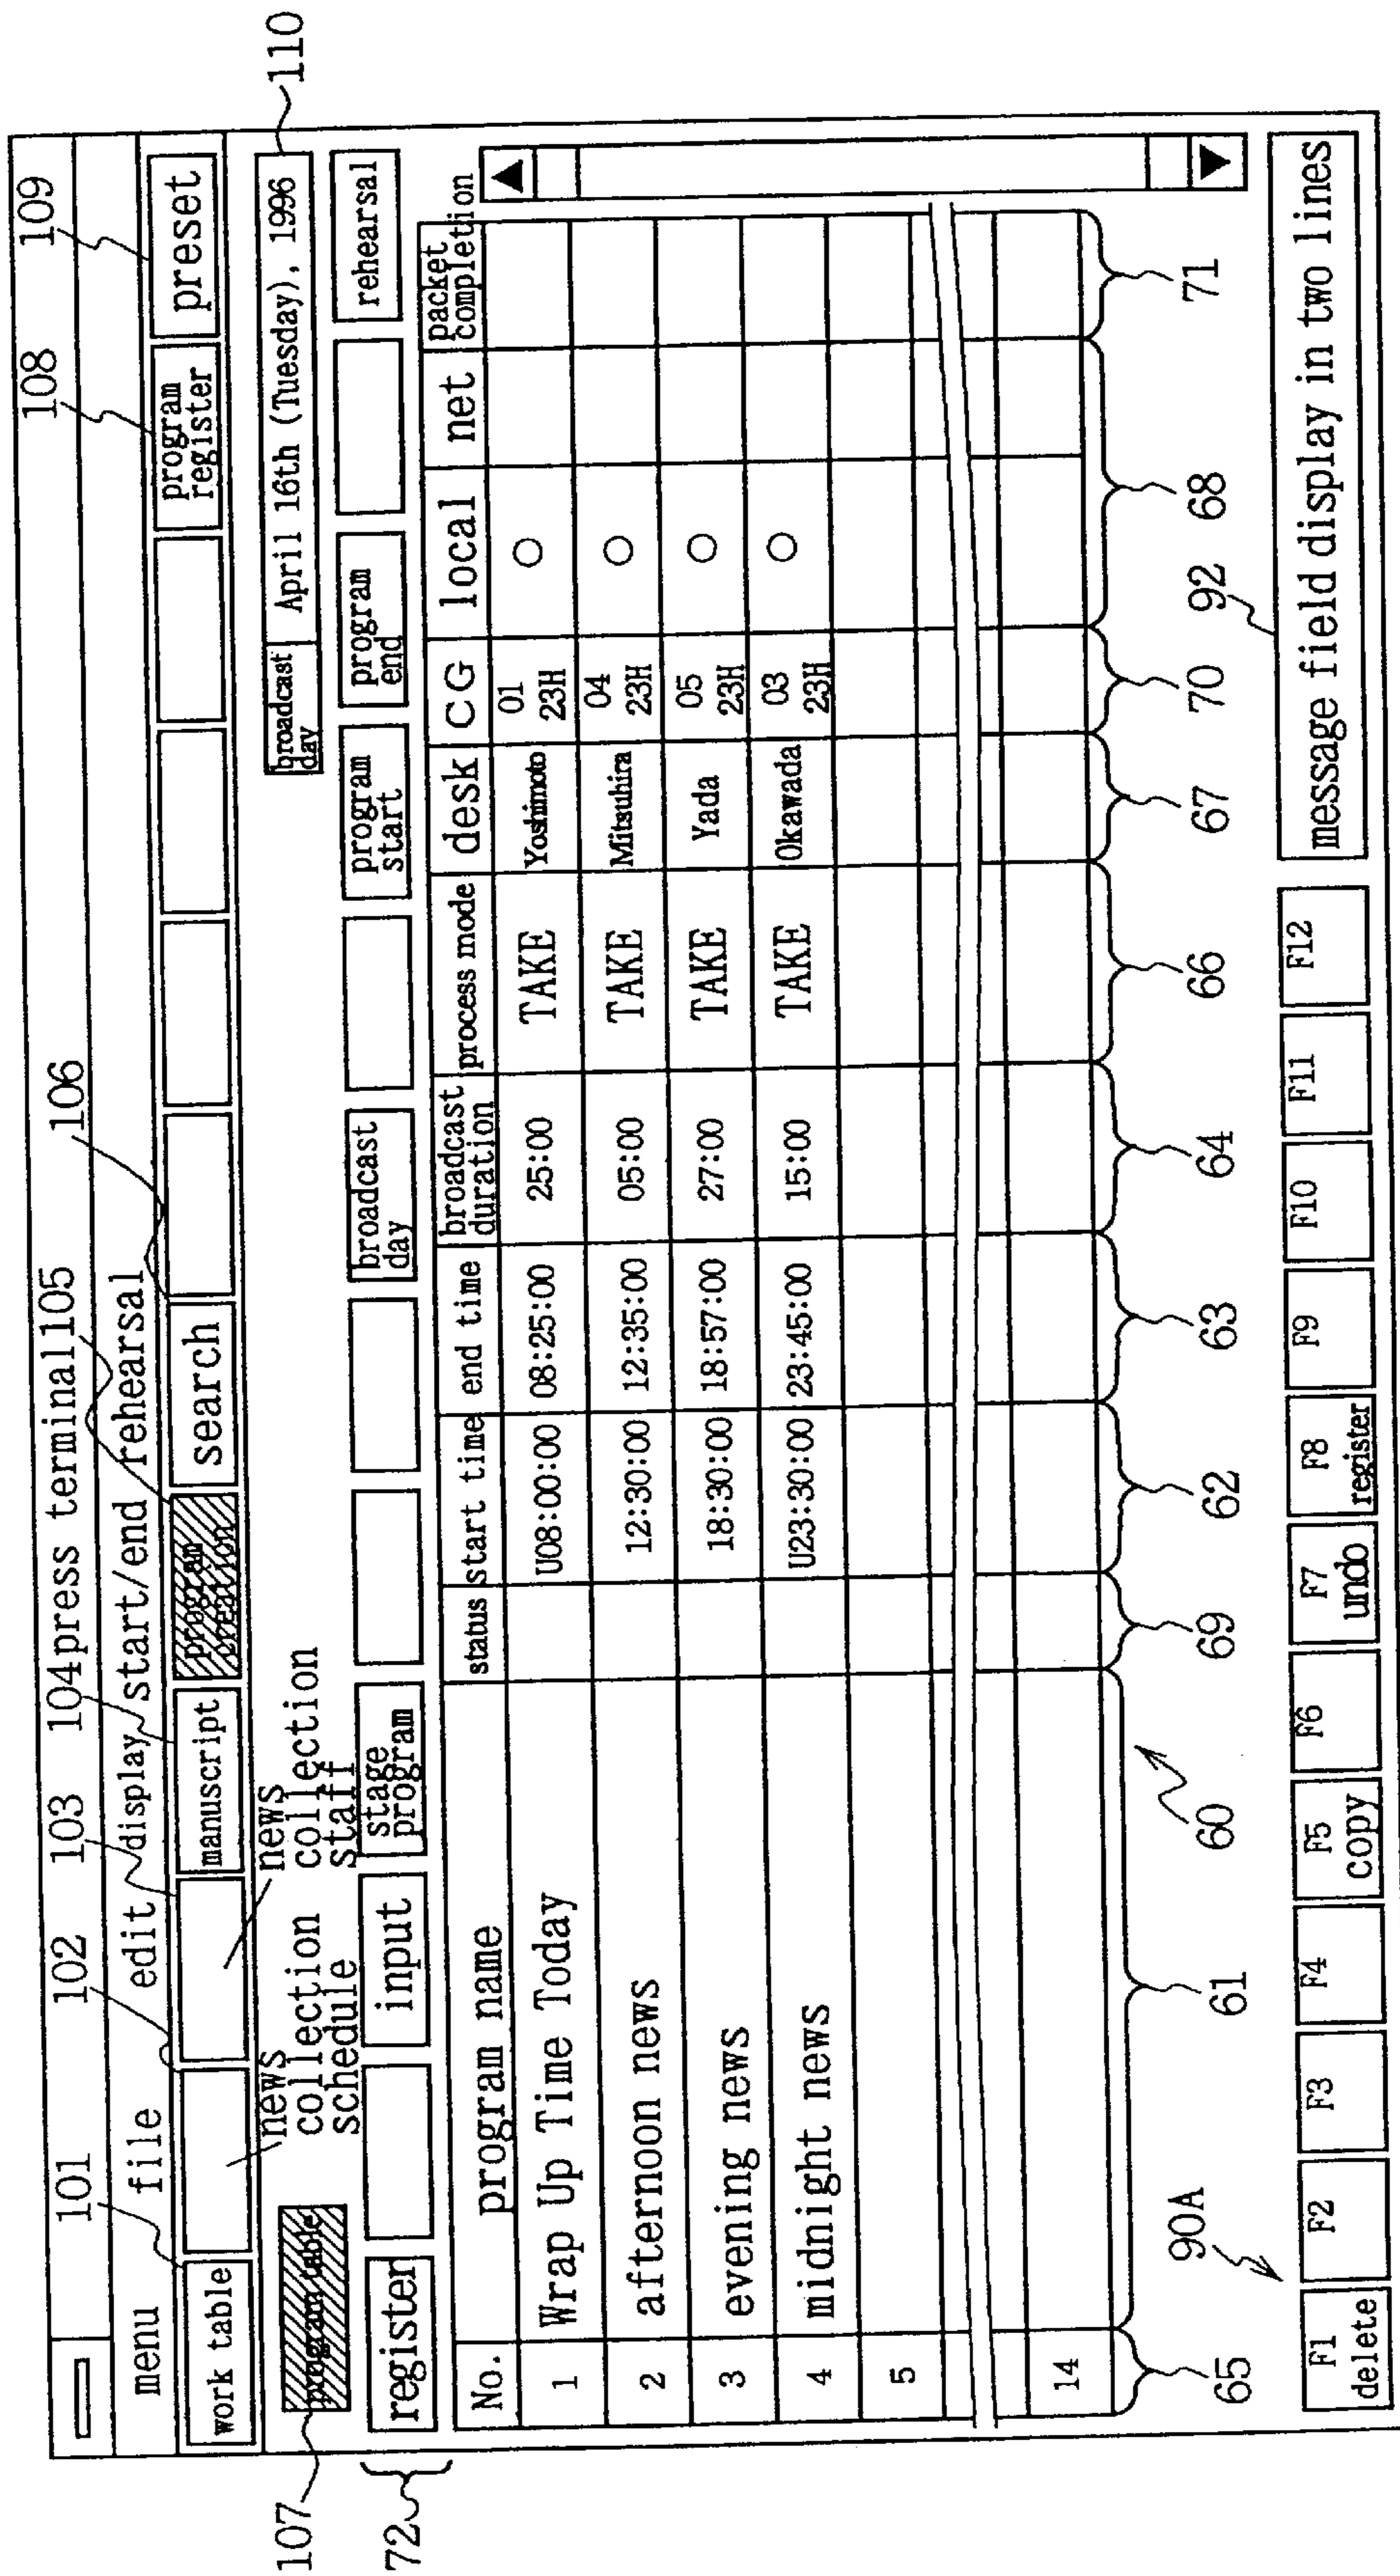 101 102 103 104 105 106 108 109
menu file edit display start/end rehearsal press terminal
work table manuscript program creation search program register preset
news collection schedule
news collection staff
107 program table
broadcast day April 16th (Tuesday), 1996 110
72 register input stage program broadcast day program start program end rehearsal
No. program name status start time end time broadcast duration process mode desk CG local net packet completion
1 Wrap Up Time Today U08:00:00 08:25:00 25:00 TAKE Yoshimoto 01 23H ○
2 afternoon news 12:30:00 12:35:00 05:00 TAKE Mitsuhira 04 23H ○
3 evening news 18:30:00 18:57:00 27:00 TAKE Yada 05 23H ○
4 midnight news U23:30:00 23:45:00 15:00 TAKE Okawada 03 23H ○
5
14
65 61 60 69 62 63 64 66 67 70 68 71
90A 92
F1 delete F2 F3 F4 F5 copy F6 F7 undo F8 register F9 F10 F11 F12 message field display in two lines